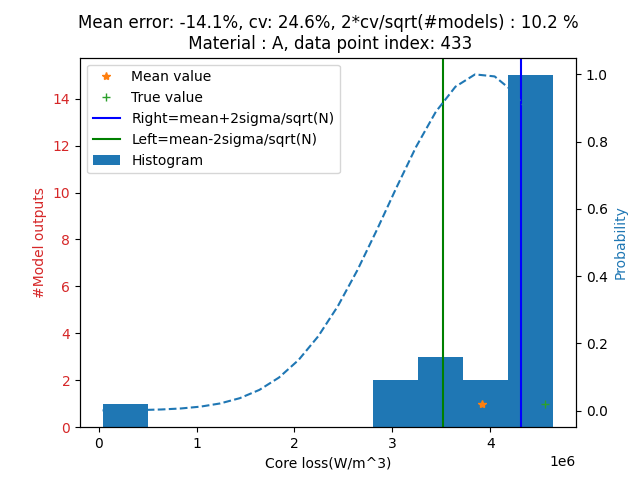 Mean error: -14.1%, cv: 24.6%, 2*cv/sqrt(#models) : 10.2 %
Material : A, data point index: 433
Mean value
True value
Right=mean+2sigma/sqrt(N)
Left=mean-2sigma/sqrt(N)
Histogram
#Model outputs
14
12
10
8
6
4
2
0
1.0
0.8
0.6
0.4
0.2
0.0
Probability
0 1 2 3 4
1e6
Core loss(W/m^3)